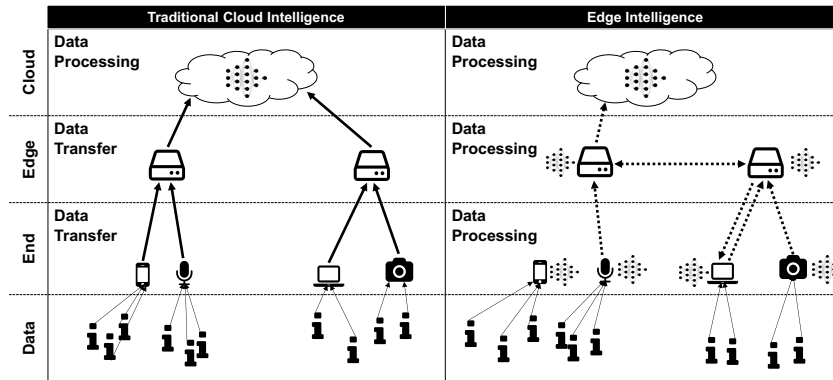 Traditional Cloud Intelligence
Edge Intelligence
Cloud
Data
Processing
Data
Processing
Edge
Data
Transfer
Data
Processing
End
Data
Transfer
Data
Processing
Data